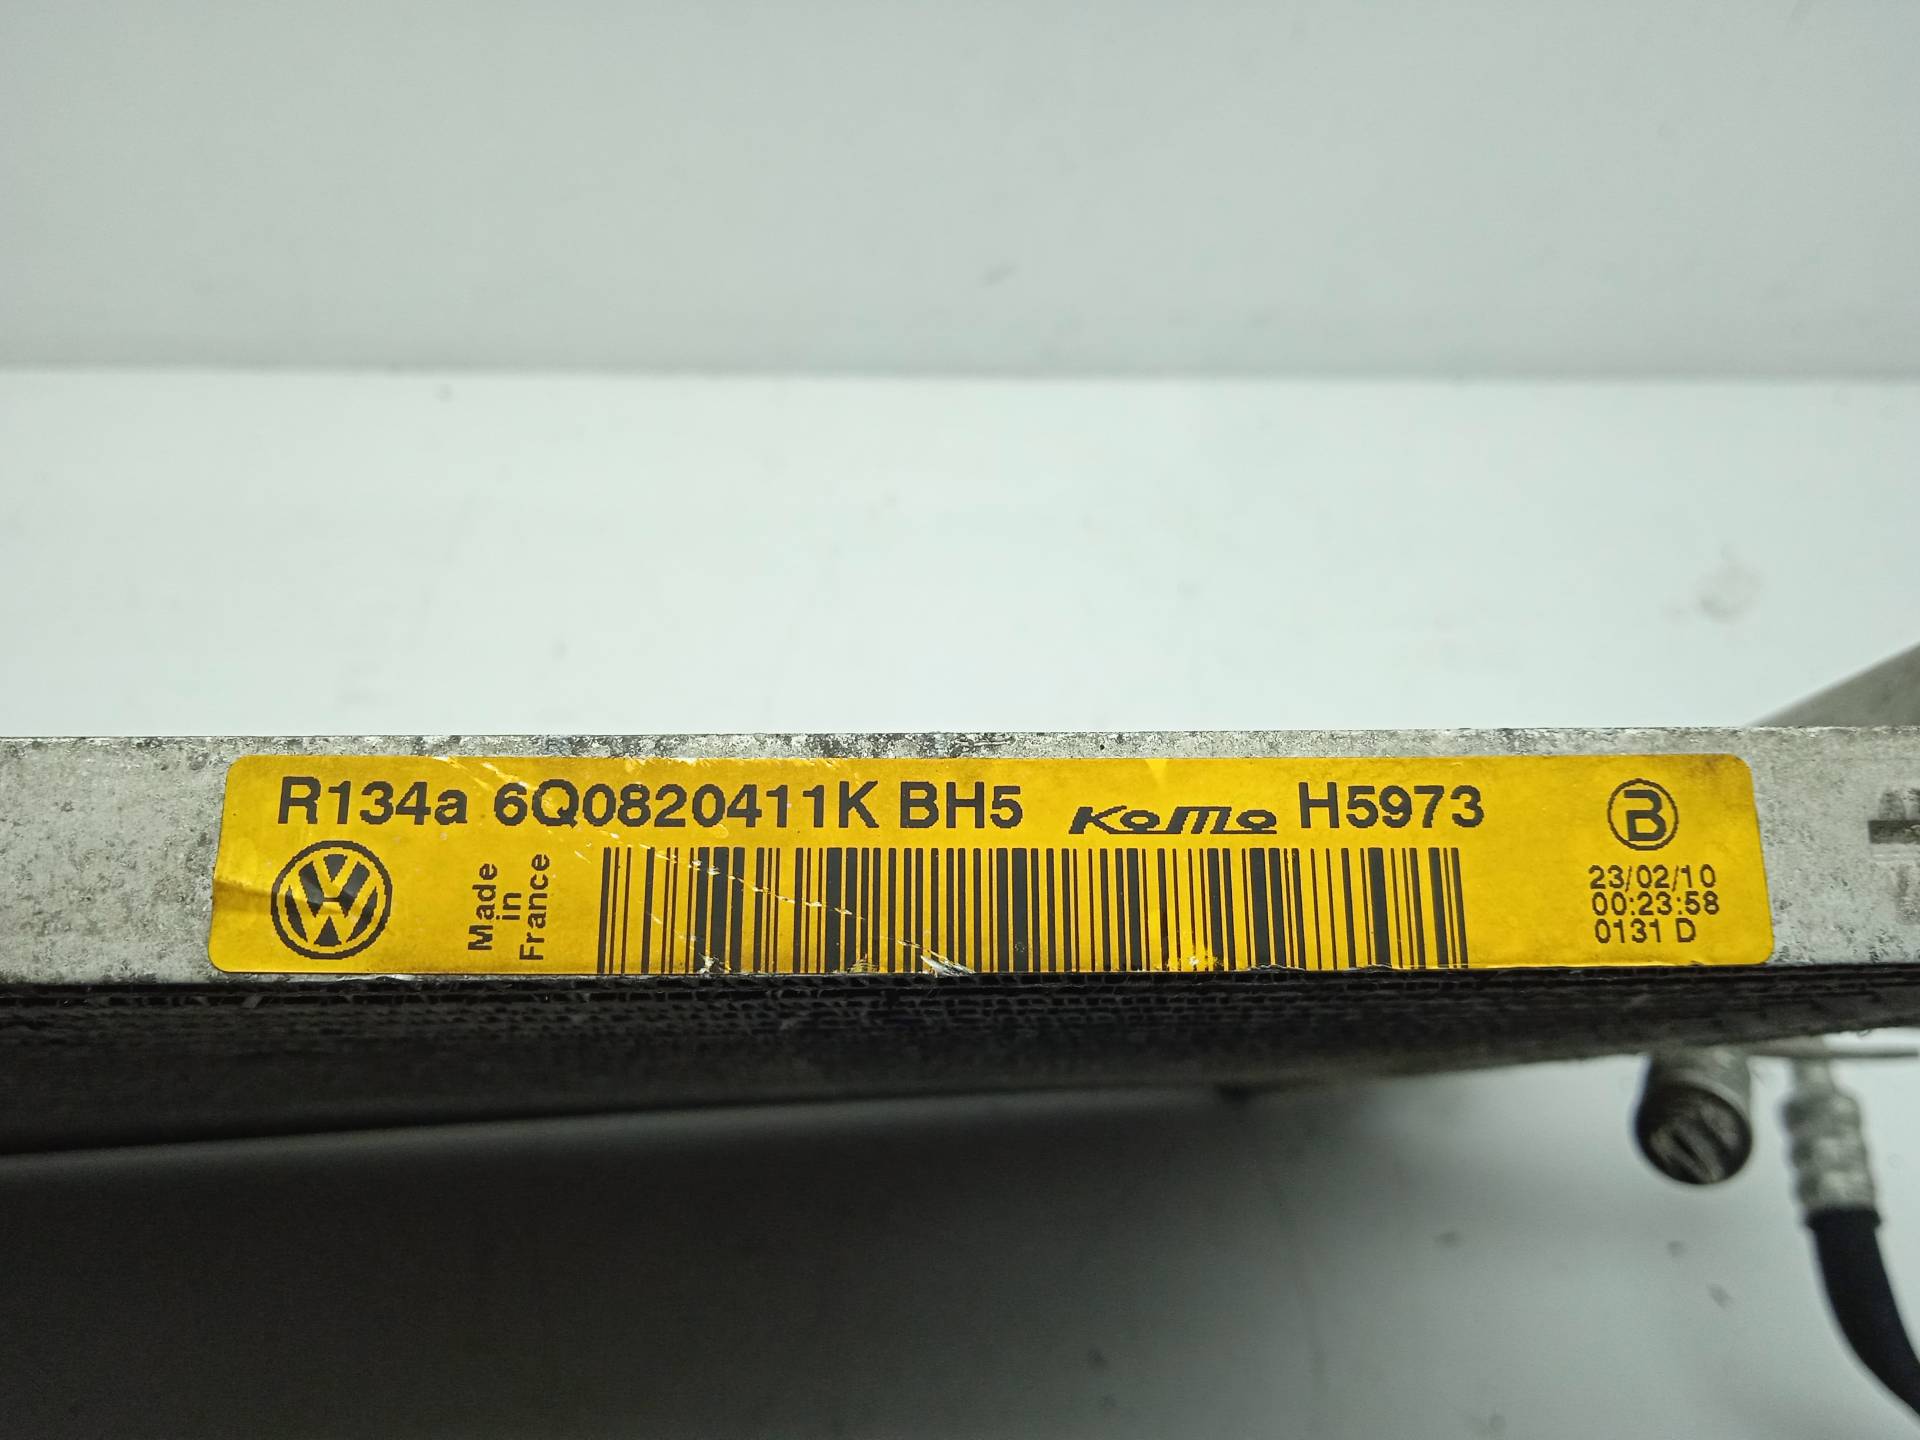 R134a 6Q0820411K BH5 KoMo H5973
B
Made
in
France
23/02/10
00:23:58
0131 D